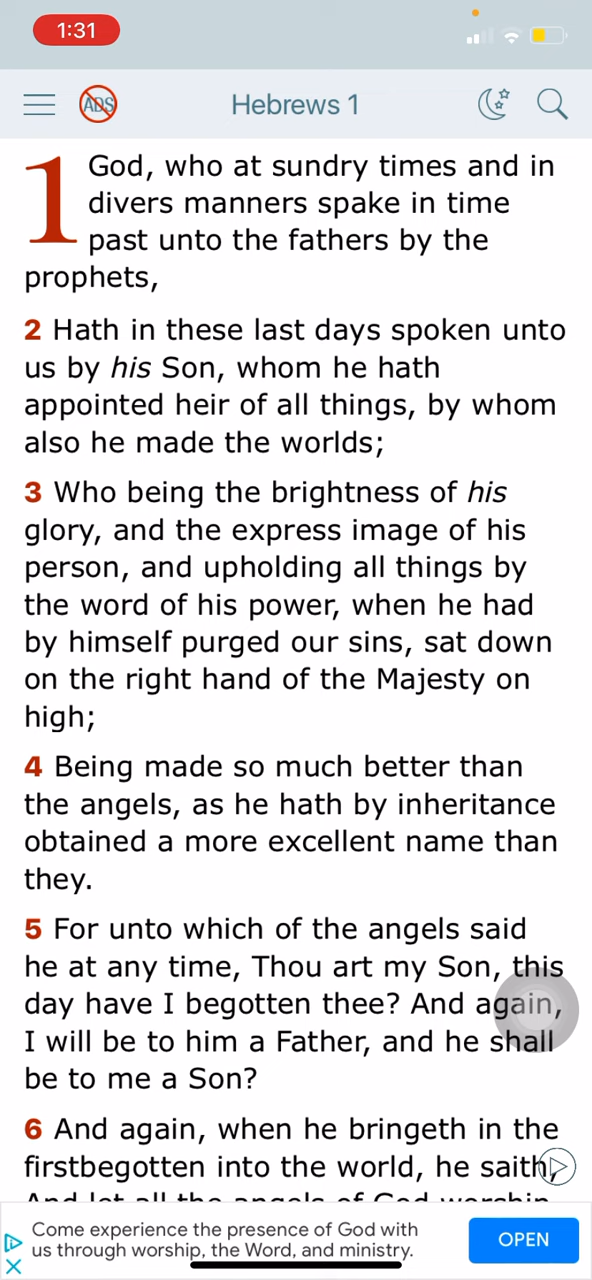 1:31
ADS
Hebrews 1
1 God, who at sundry times and in
divers manners spake in time
past unto the fathers by the
prophets,
2 Hath in these last days spoken unto
us by his Son, whom he hath
appointed heir of all things, by whom
also he made the worlds;
3 Who being the brightness of his
glory, and the express image of his
person, and upholding all things by
the word of his power, when he had
by himself purged our sins, sat down
on the right hand of the Majesty on
high;
4 Being made so much better than
the angels, as he hath by inheritance
obtained a more excellent name than
they.
5 For unto which of the angels said
he at any time, Thou art my Son, this
day have I begotten thee? And again,
I will be to him a Father, and he shall
be to me a Son?
6 And again, when he bringeth in the
firstbegotten into the world, he saith,
And let all the angels of God worship
Come experience the presence of God with
us through worship, the Word, and ministry.
OPEN